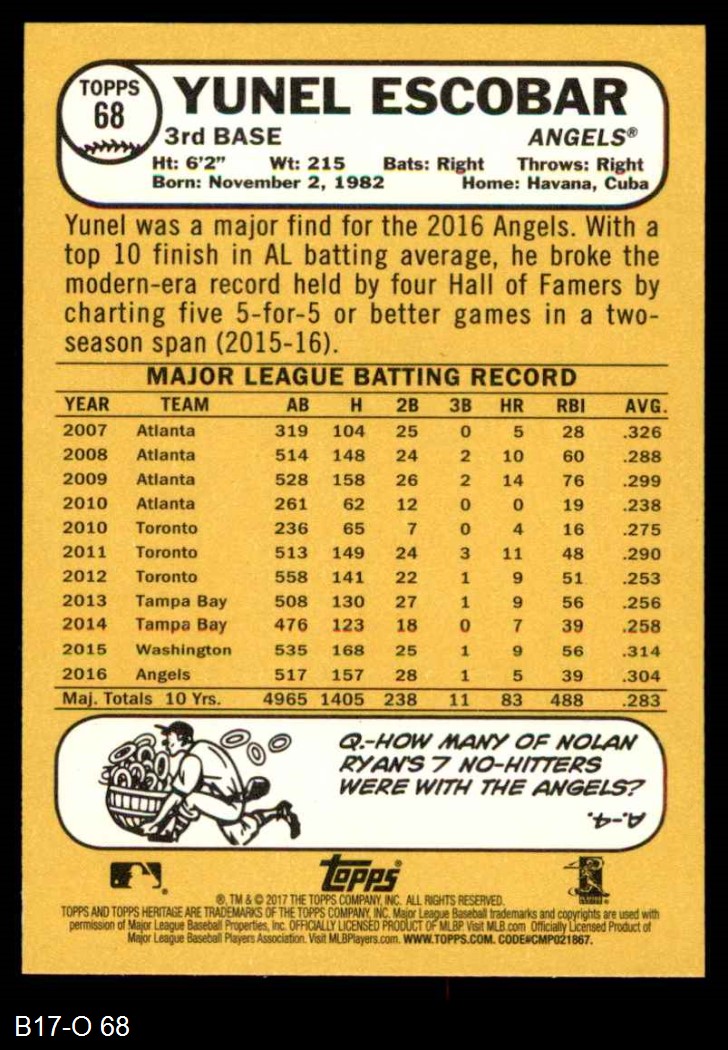 TOPPS
68
YUNEL ESCOBAR
3rd BASE ANGELS®
Ht: 6'2" Wt: 215 Bats: Right Throws: Right
Born: November 2, 1982 Home: Havana, Cuba
Yunel was a major find for the 2016 Angels. With a
top 10 finish in AL batting average, he broke the
modern-era record held by four Hall of Famers by
charting five 5-for-5 or better games in a two-
season span (2015-16).
MAJOR LEAGUE BATTING RECORD
YEAR TEAM AB H 2B 3B HR RBI AVG.
2007 Atlanta 319 104 25 0 5 28 .326
2008 Atlanta 514 148 24 2 10 60 .288
2009 Atlanta 528 158 26 2 14 76 .299
2010 Atlanta 261 62 12 0 0 19 .238
2010 Toronto 236 65 7 0 4 16 .275
2011 Toronto 513 149 24 3 11 48 .290
2012 Toronto 558 141 22 1 9 51 .253
2013 Tampa Bay 508 130 27 1 9 56 .256
2014 Tampa Bay 476 123 18 0 7 39 .258
2015 Washington 535 168 25 1 9 56 .314
2016 Angels 517 157 28 1 5 39 .304
Maj. Totals 10 Yrs. 4965 1405 238 11 83 488 .283
Q.-HOW MANY OF NOLAN
RYAN'S 7 NO-HITTERS
WERE WITH THE ANGELS?
A.-4.
topps®
®, TM & © 2017 THE TOPPS COMPANY, INC. ALL RIGHTS RESERVED.
TOPPS AND TOPPS HERITAGE ARE TRADEMARKS OF THE TOPPS COMPANY, INC. Major League Baseball trademarks and copyrights are used with
permission of Major League Baseball Properties, Inc. OFFICIALLY LICENSED PRODUCT OF MLBP Visit MLB.com Officially Licensed Product of
Major League Baseball Players Association. Visit MLBPlayers.com. WWW.TOPPS.COM. CODE#CMP021867.
B17-O 68